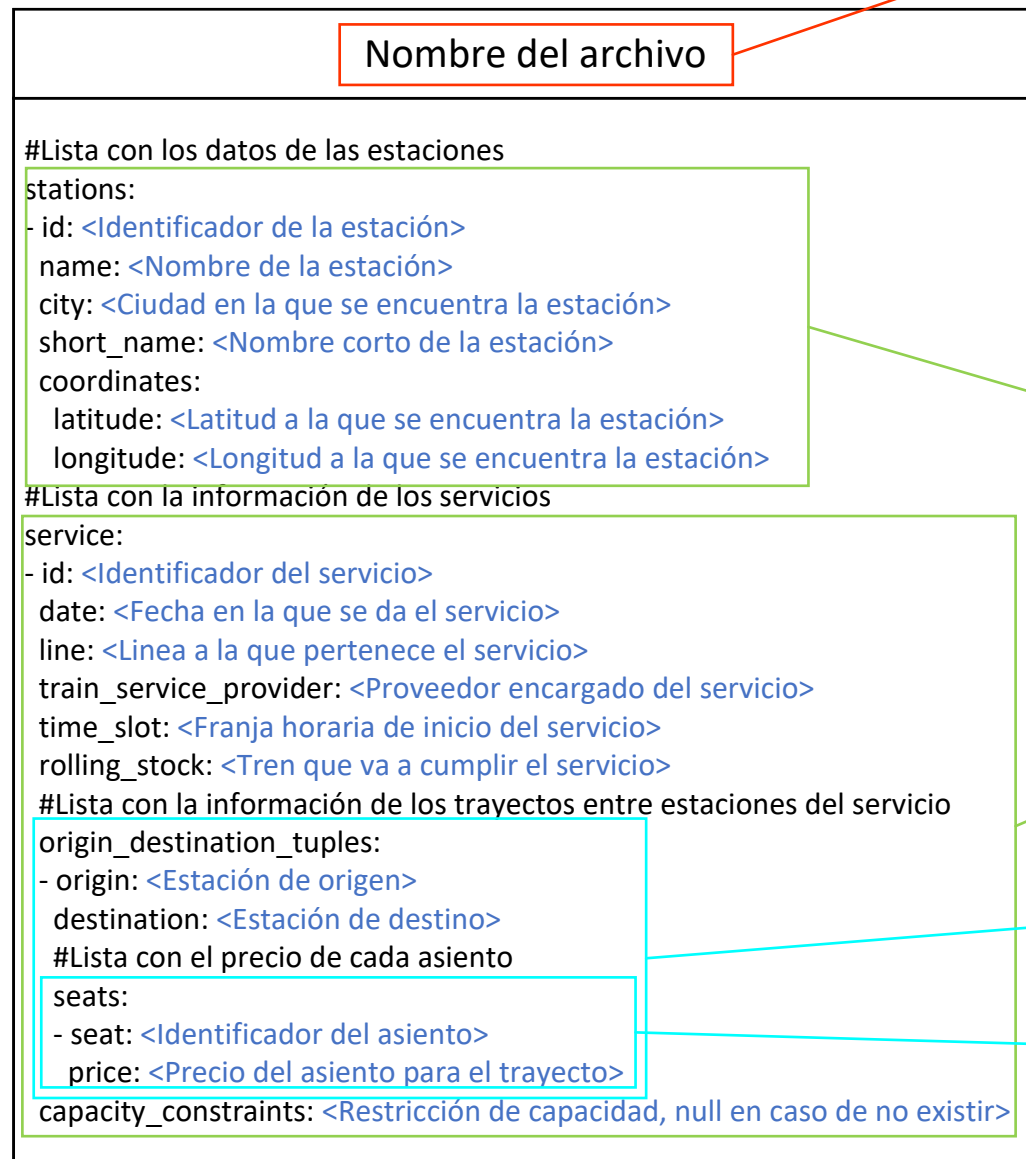 Nombre del archivo
#Lista con los datos de las estaciones
stations:
- id: <Identificador de la estación>
name: <Nombre de la estación>
city: <Ciudad en la que se encuentra la estación>
short_name: <Nombre corto de la estación>
coordinates:
latitude: <Latitud a la que se encuentra la estación>
longitude: <Longitud a la que se encuentra la estación>
#Lista con la información de los servicios
service:
- id: <Identificador del servicio>
date: <Fecha en la que se da el servicio>
line: <Linea a la que pertenece el servicio>
train_service_provider: <Proveedor encargado del servicio>
time_slot: <Franja horaria de inicio del servicio>
rolling_stock: <Tren que va a cumplir el servicio>
#Lista con la información de los trayectos entre estaciones del servicio
origin_destination_tuples:
- origin: <Estación de origen>
destination: <Estación de destino>
#Lista con el precio de cada asiento
seats:
- seat: <Identificador del asiento>
price: <Precio del asiento para el trayecto>
capacity_constraints: <Restricción de capacidad, null en caso de no existir>